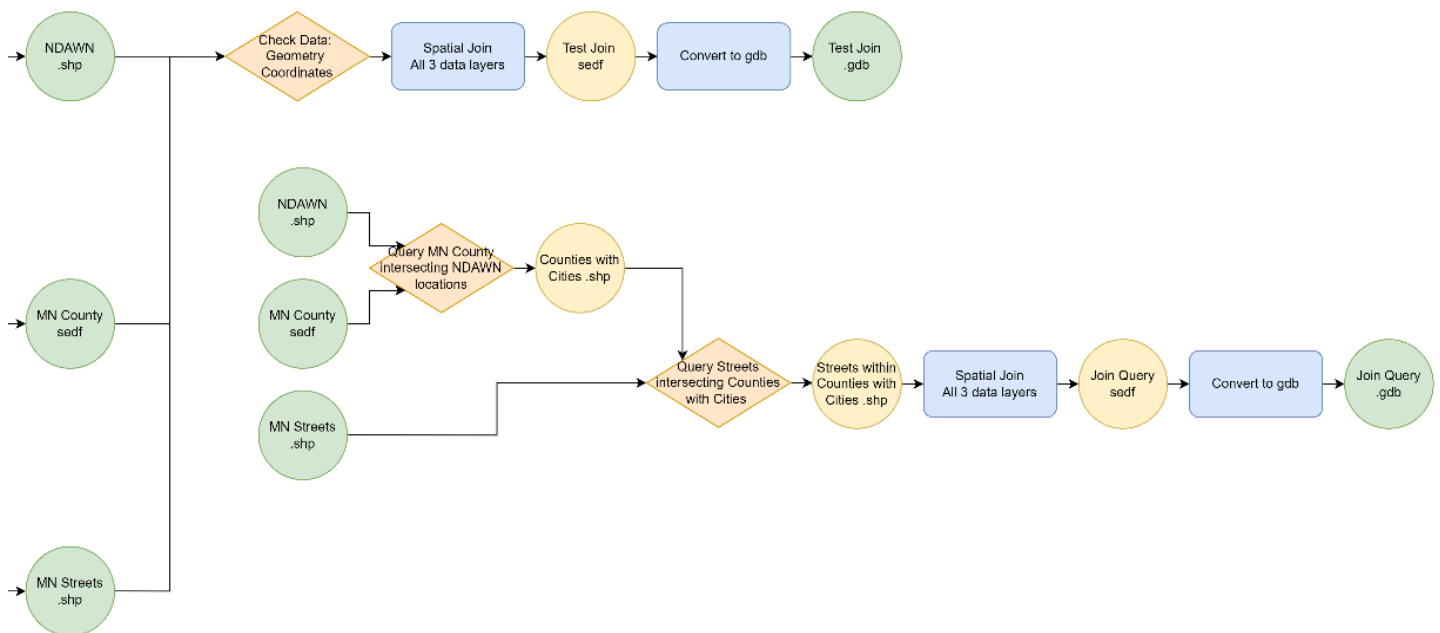 NDAWN
.shp
Check Data:
Geometry
Coordinates
Spatial Join
All 3 data layers
Test Join
sedf
Convert to gdb
Test Join
.gdb
NDAWN
.shp
Query MN County
intersecting NDAWN
locations
Counties with
Cities .shp
MN County
sedf
MN County
sedf
Query Streets
intersecting Counties
with Cities
Streets within
Counties with
Cities .shp
Spatial Join
All 3 data layers
Join Query
sedf
Convert to gdb
Join Query
.gdb
MN Streets
.shp
MN Streets
.shp